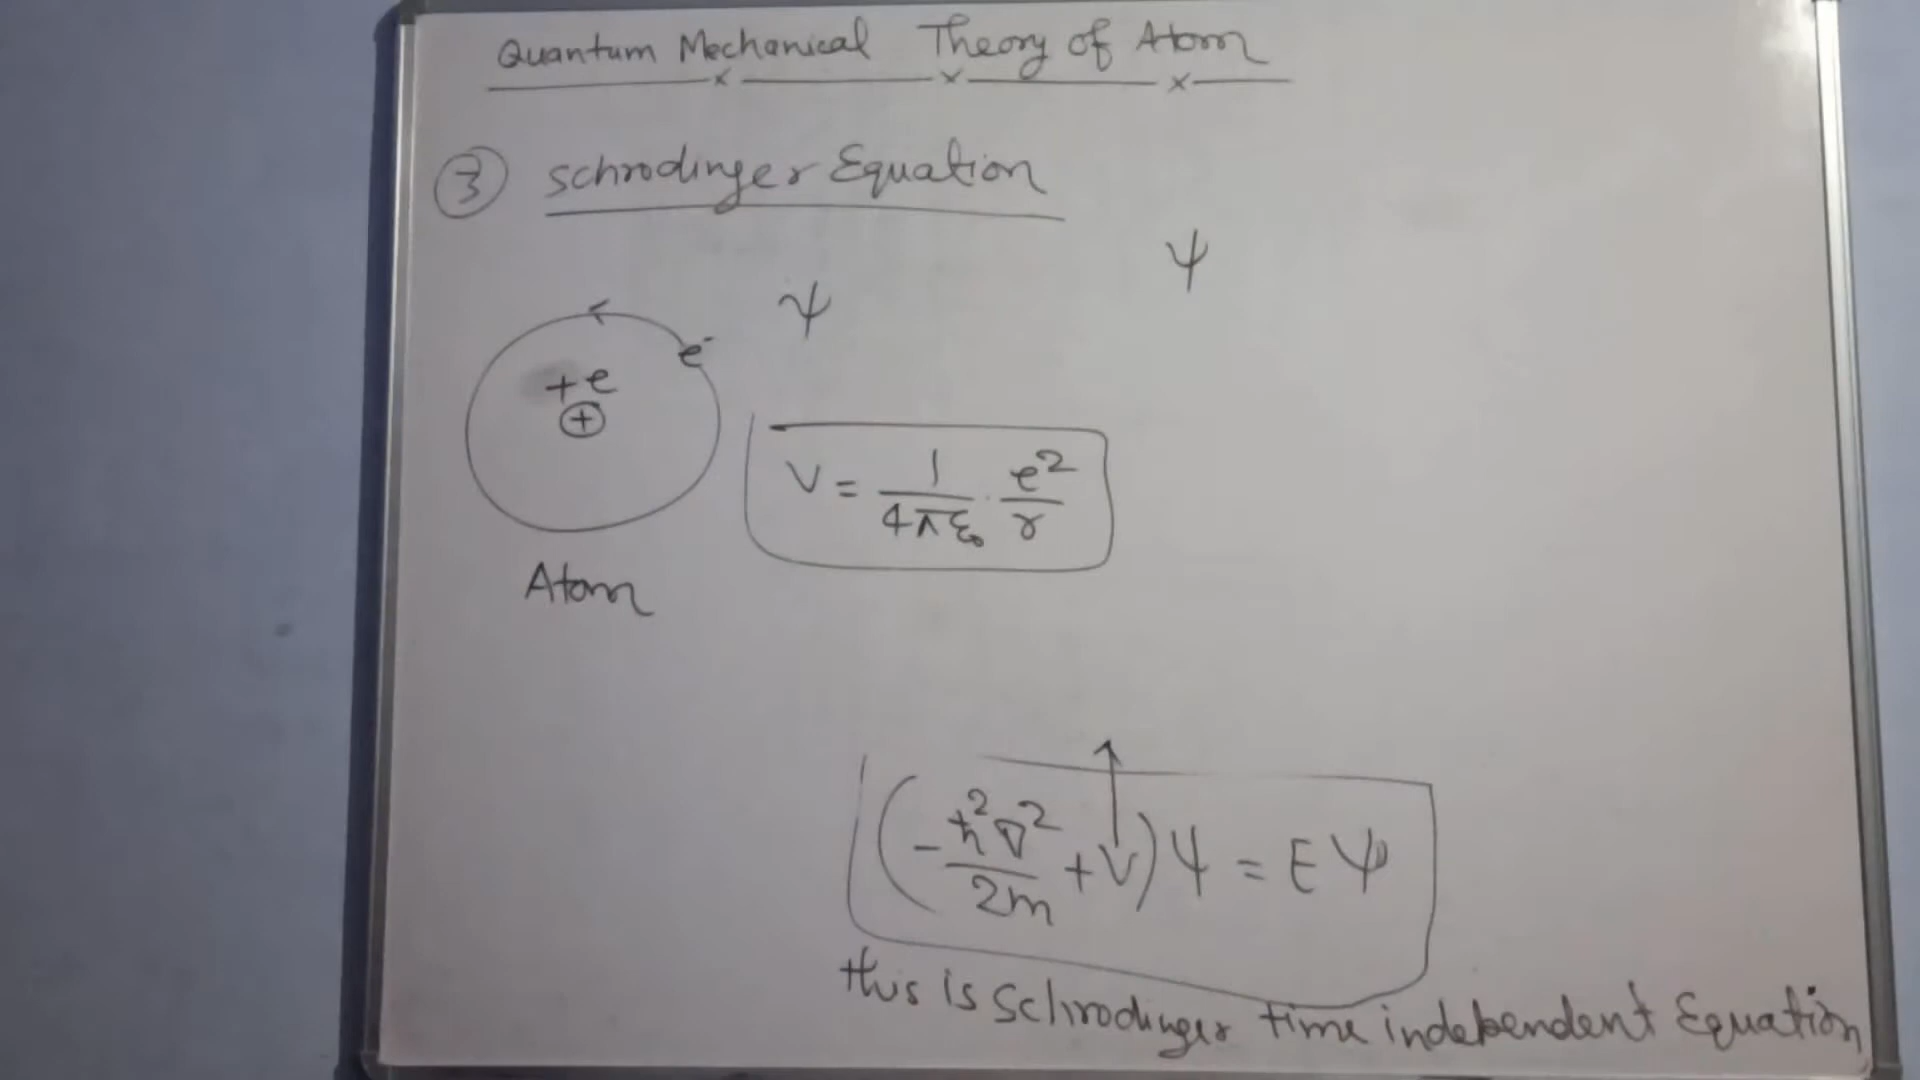 Quantum Mechanical Theory of Atom
③ Schrodinger Equation
ψ
ψ
e⁻
+e
⊕
V = 1/4πε₀ · e²/r
Atom
(-ℏ²∇²/2m + V)ψ = Eψ
this is Schrodinger time independent Equation